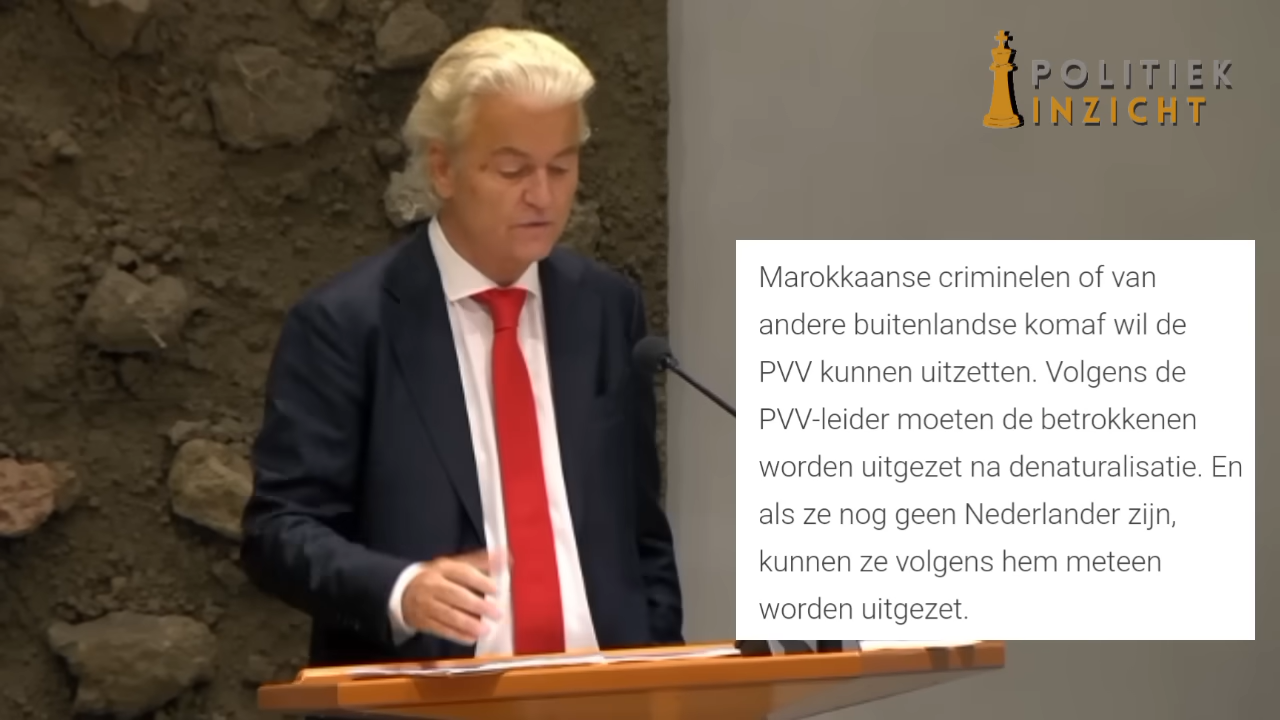 POLITIEK
INZICHT
Marokkaanse criminelen of van
andere buitenlandse komaf wil de
PVV kunnen uitzetten. Volgens de
PVV-leider moeten de betrokkenen
worden uitgezet na denaturalisatie. En
als ze nog geen Nederlander zijn,
kunnen ze volgens hem meteen
worden uitgezet.